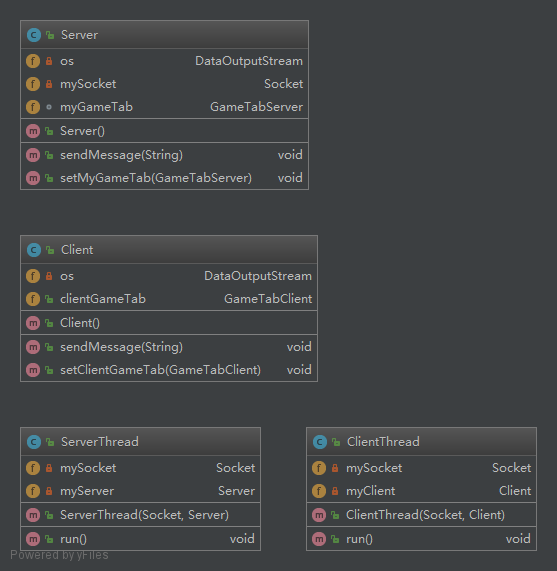 Server
os DataOutputStream
mySocket Socket
myGameTab GameTabServer
Server()
sendMessage(String) void
setMyGameTab(GameTabServer) void
Client
os DataOutputStream
clientGameTab GameTabClient
Client()
sendMessage(String) void
setClientGameTab(GameTabClient) void
ServerThread
mySocket Socket
myServer Server
ServerThread(Socket, Server)
run() void
ClientThread
mySocket Socket
myClient Client
ClientThread(Socket, Client)
run() void
Powered by yFiles